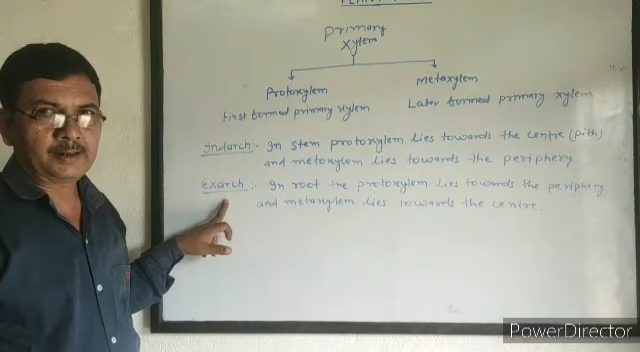 Primary
Xylem
Protoxylem
Metaxylem
First formed primary xylem
Later formed primary xylem
Indarch :- In stem protoxylem lies towards the centre (pith)
and metoxylem lies towards the periphery.
Exarch :- In root the protoxylem lies towards the periphery
and metaxylem lies towards the centre.
PowerDirector